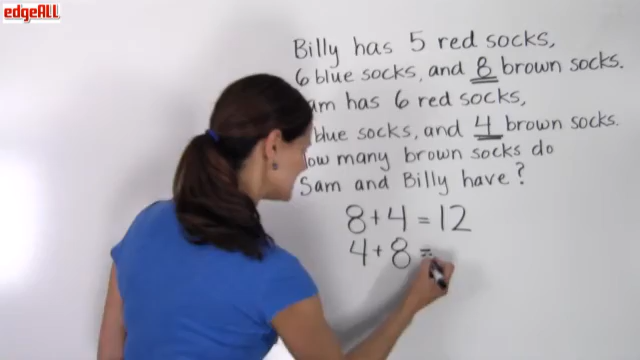 edgeALL
Billy has 5 red socks,
6 blue socks, and 8 brown socks.
has 6 red socks,
blue socks, and 4 brown socks.
many brown socks do
Sam and Billy have?
8 + 4 = 12
4 + 8 =